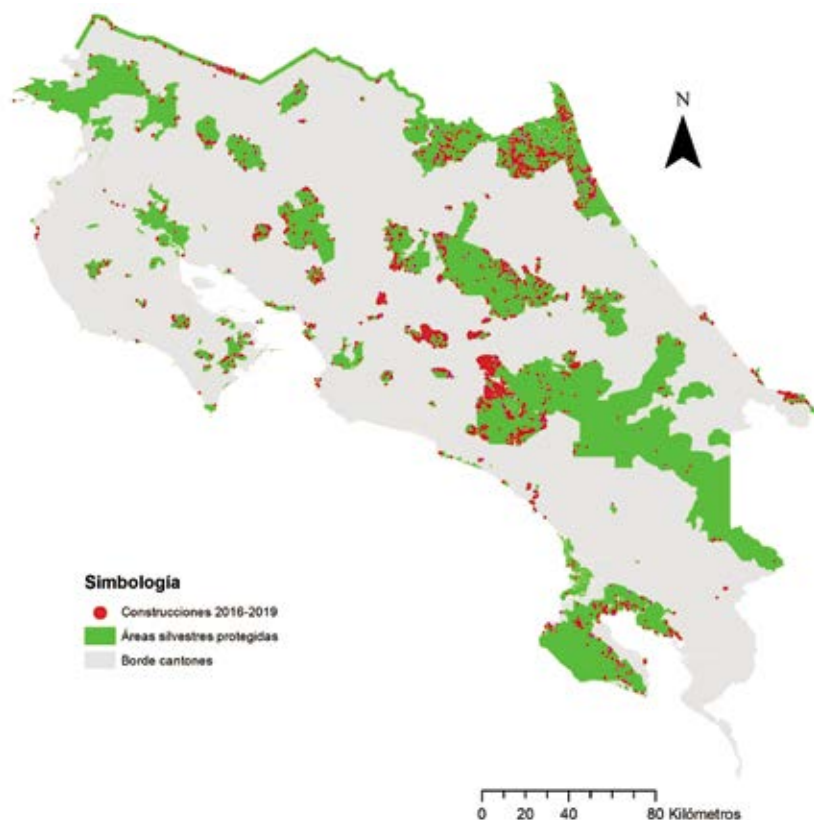 N
Simbología
Construcciones 2016-2019
Áreas silvestres protegidas
Borde cantones
0 20 40 80 Kilómetros